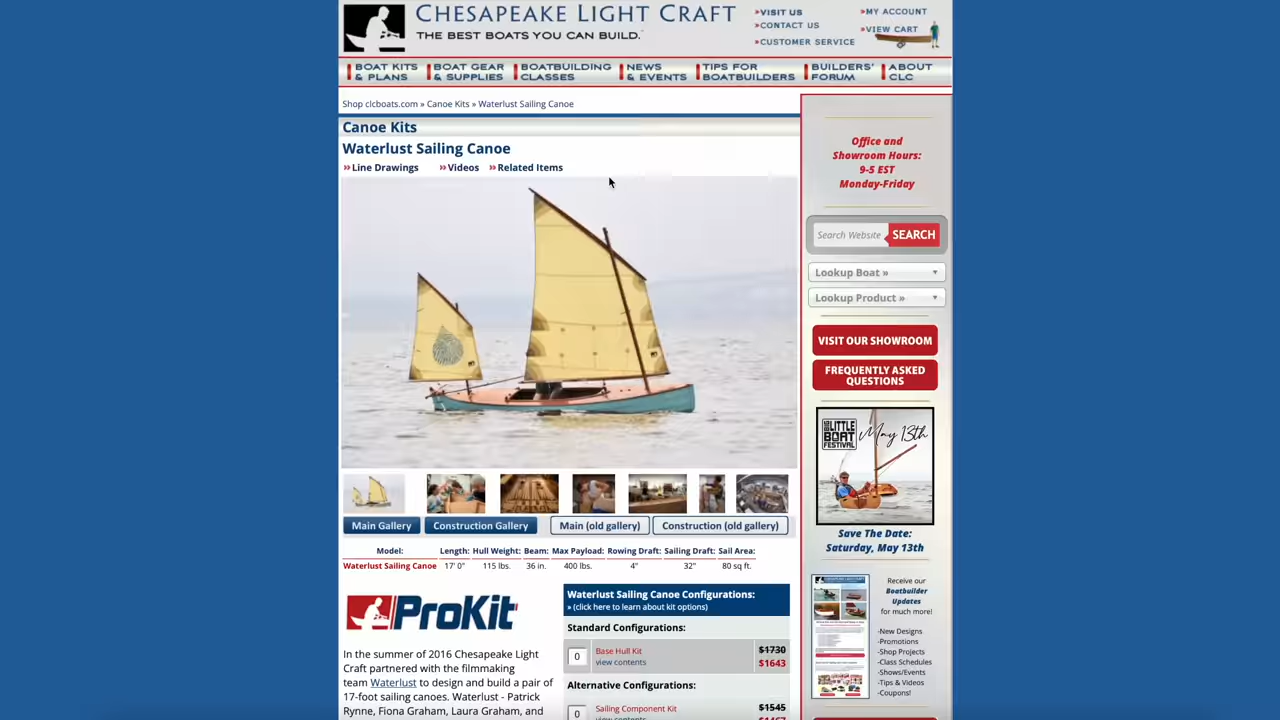 CHESAPEAKE LIGHT CRAFT
THE BEST BOATS YOU CAN BUILD.
»VISIT US
»CONTACT US
»CUSTOMER SERVICE
»MY ACCOUNT
»VIEW CART
BOAT KITS & PLANS
BOAT GEAR & SUPPLIES
BOATBUILDING CLASSES
NEWS & EVENTS
TIPS FOR BOATBUILDERS
BUILDERS' FORUM
ABOUT CLC
Shop clcboats.com » Canoe Kits » Waterlust Sailing Canoe
Canoe Kits
Waterlust Sailing Canoe
»Line Drawings »Videos »Related Items
Main Gallery
Construction Gallery
Main (old gallery)
Construction (old gallery)
Model: Length: Hull Weight: Beam: Max Payload: Rowing Draft: Sailing Draft: Sail Area:
Waterlust Sailing Canoe 17' 0" 115 lbs. 36 in. 400 lbs. 4" 32" 80 sq ft.
ProKit
In the summer of 2016 Chesapeake Light
Craft partnered with the filmmaking
team Waterlust to design and build a pair of
17-foot sailing canoes. Waterlust - Patrick
Rynne, Fiona Graham, Laura Graham, and
Waterlust Sailing Canoe Configurations:
» (click here to learn about kit options)
Standard Configurations:
0 Base Hull Kit $1730
view contents $1643
Alternative Configurations:
0 Sailing Component Kit $1545
Office and
Showroom Hours:
9-5 EST
Monday-Friday
Search Website SEARCH
Lookup Boat »
Lookup Product »
VISIT OUR SHOWROOM
FREQUENTLY ASKED
QUESTIONS
LITTLE
BOAT
FESTIVAL
May 13th
Save The Date:
Saturday, May 13th
Receive our
Boatbuilder
Updates
for much more!
-New Designs
-Promotions
-Shop Projects
-Class Schedules
-Shows/Events
-Tips & Videos
-Coupons!